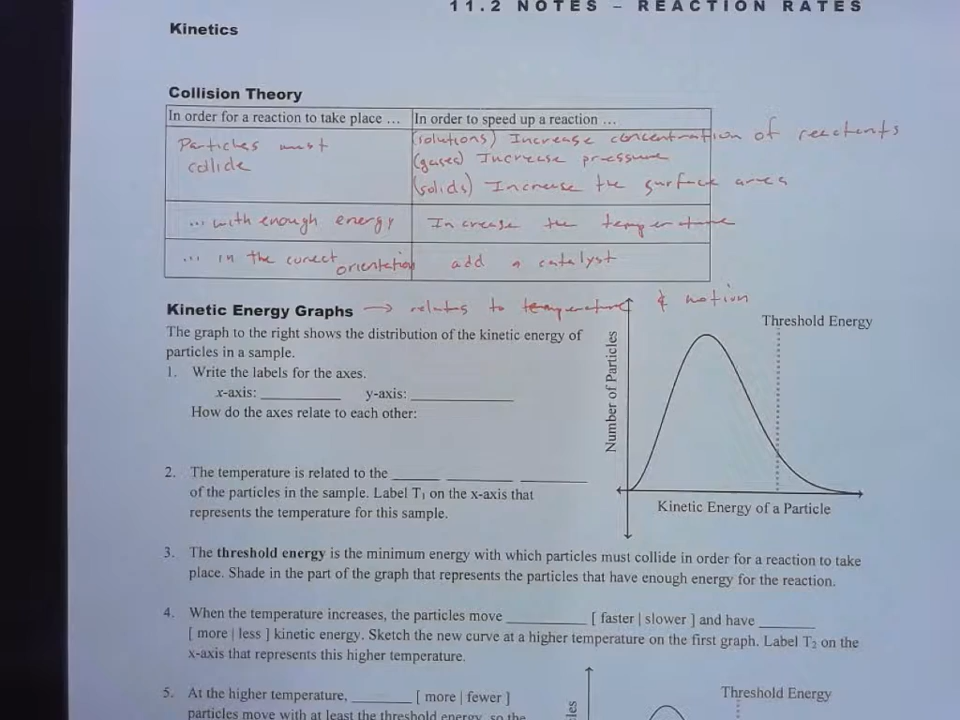 11.2 NOTES – REACTION RATES
Kinetics
Collision Theory
In order for a reaction to take place ... In order to speed up a reaction ...
Particles must
collide
(solutions) Increase concentration of reactants
(gases) Increase pressure
(solids) Increase the surface area
... with enough energy Increase the temperature
... in the correct
orientation
add a catalyst
Kinetic Energy Graphs → relates to temperature & motion
The graph to the right shows the distribution of the kinetic energy of
particles in a sample.
1. Write the labels for the axes.
x-axis: __________ y-axis: __________
How do the axes relate to each other:
Threshold Energy
Number of Particles
Kinetic Energy of a Particle
2. The temperature is related to the ______ ________ ________
of the particles in the sample. Label T₁ on the x-axis that
represents the temperature for this sample.
3. The threshold energy is the minimum energy with which particles must collide in order for a reaction to take
place. Shade in the part of the graph that represents the particles that have enough energy for the reaction.
4. When the temperature increases, the particles move __________ [ faster | slower ] and have _______
[ more | less ] kinetic energy. Sketch the new curve at a higher temperature on the first graph. Label T₂ on the
x-axis that represents this higher temperature.
5. At the higher temperature, _______ [ more | fewer ]
particles move with at least the threshold energy, so the
Threshold Energy